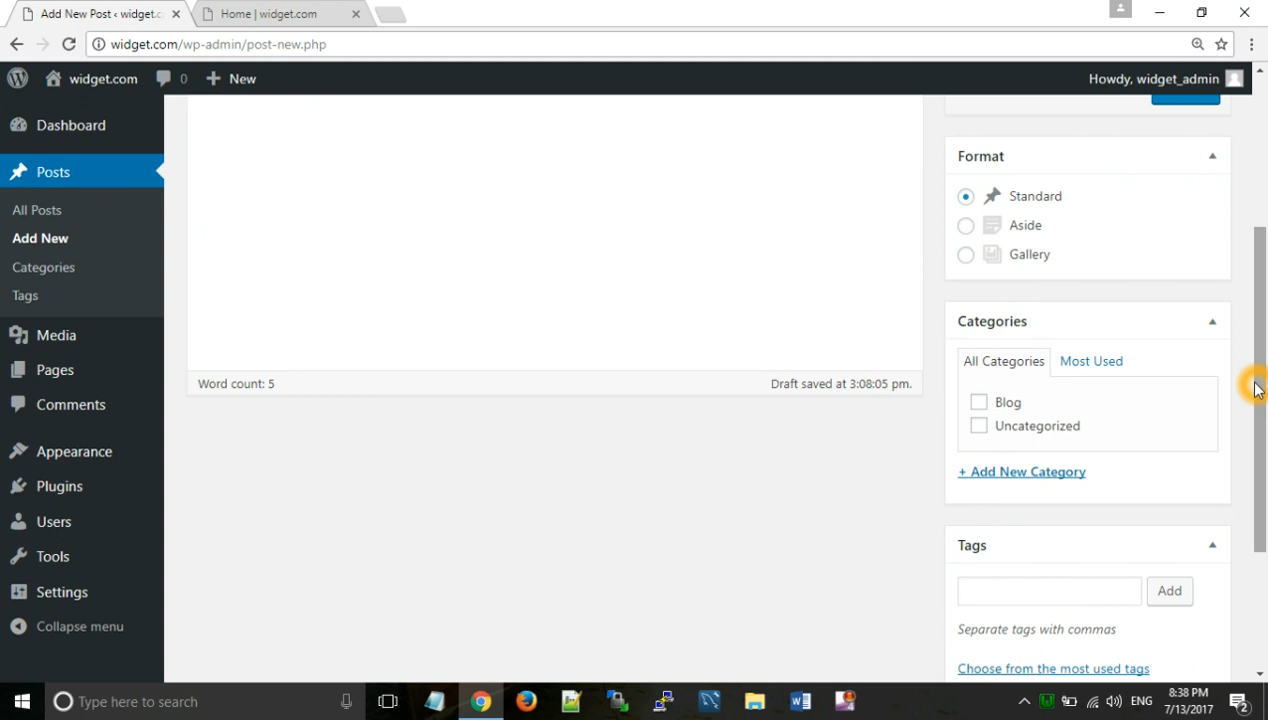 Add New Post ‹ widget.c
Home | widget.com
widget.com/wp-admin/post-new.php
widget.com
0
New
Howdy, widget_admin
Dashboard
Posts
All Posts
Add New
Categories
Tags
Media
Pages
Comments
Appearance
Plugins
Users
Tools
Settings
Collapse menu
Word count: 5
Draft saved at 3:08:05 pm.
Format
Standard
Aside
Gallery
Categories
All Categories
Most Used
Blog
Uncategorized
+ Add New Category
Tags
Add
Separate tags with commas
Choose from the most used tags
Type here to search
ENG
8:38 PM
7/13/2017
2